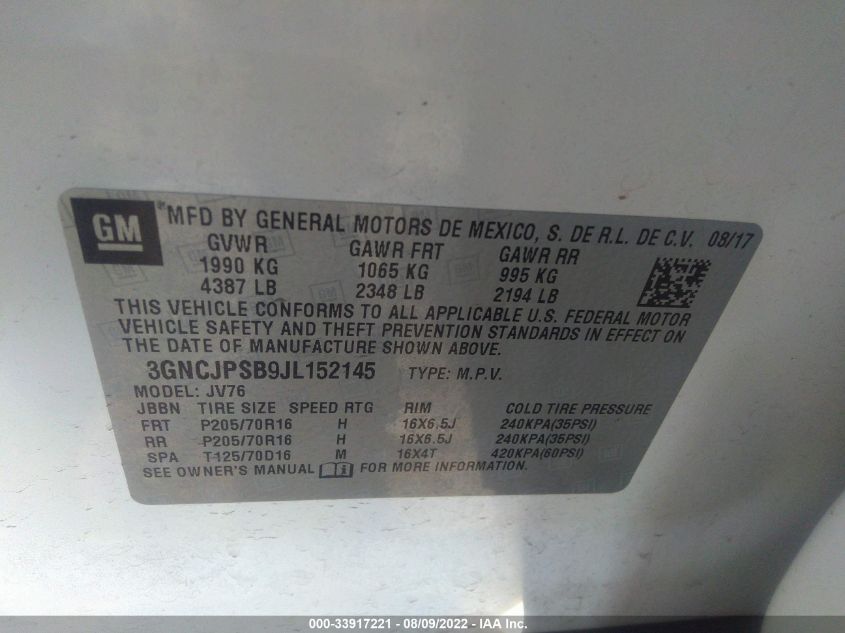 GM
*MFD BY GENERAL MOTORS DE MEXICO, S. DE R.L. DE C.V. 08/17
GVWR GAWR FRT GAWR RR
1990 KG 1065 KG 995 KG
4387 LB 2348 LB 2194 LB
THIS VEHICLE CONFORMS TO ALL APPLICABLE U.S. FEDERAL MOTOR
VEHICLE SAFETY AND THEFT PREVENTION STANDARDS IN EFFECT ON
THE DATE OF MANUFACTURE SHOWN ABOVE.
3GNCJPSB9JL152145 TYPE: M.P.V.
MODEL: JV76
JBBN TIRE SIZE SPEED RTG RIM COLD TIRE PRESSURE
FRT P205/70R16 H 16X6.5J 240KPA(35PSI)
RR P205/70R16 H 16X6.5J 240KPA(35PSI)
SPA T125/70D16 M 16X4T 420KPA(60PSI)
SEE OWNER'S MANUAL i FOR MORE INFORMATION.
000-33917221 - 08/09/2022 - IAA Inc.